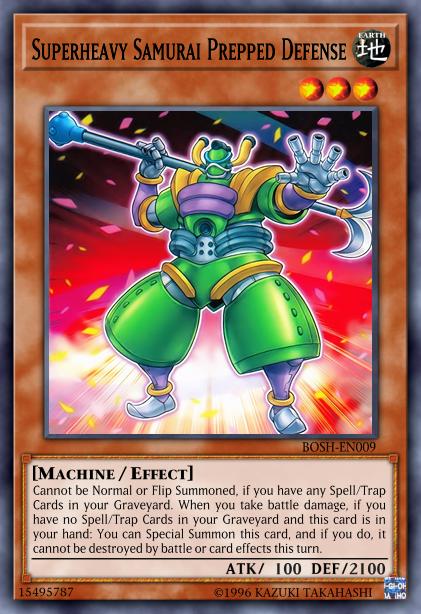 Superheavy Samurai Prepped Defense
EARTH
地
BOSH-EN009
[Machine / Effect]
Cannot be Normal or Flip Summoned, if you have any Spell/Trap
Cards in your Graveyard. When you take battle damage, if you
have no Spell/Trap Cards in your Graveyard and this card is in
your hand: You can Special Summon this card, and if you do, it
cannot be destroyed by battle or card effects this turn.
ATK/ 100 DEF/2100
15495787
©1996 KAZUKI TAKAHASHI